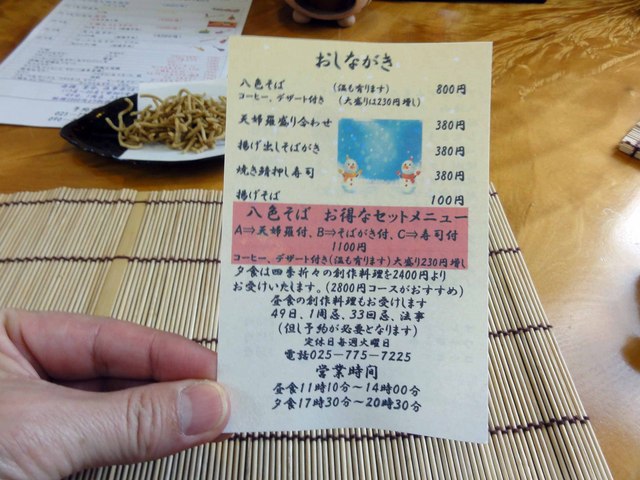 おしながき
八色そば (温も有ります) 800円
コーヒー、デザート付き (大盛りは230円増し)
天婦羅盛り合わせ 380円
揚げ出しそばがき 380円
焼き鯖押し寿司 380円
揚げそば 100円
八色そば お得なセットメニュー
A⇒天婦羅付、B⇒そばがき付、C⇒寿司付
1100円
コーヒー、デザート付き(温も有ります)大盛り230円増し
夕食は四季折々の創作料理を2400円より
お受けいたします。(2800円コースがおすすめ)
昼食の創作料理もお受けします
49日、1周忌、33回忌、法事
(但し予約が必要となります)
定休日毎週火曜日
電話025-775-7225
営業時間
昼食11時10分〜14時00分
夕食17時30分〜20時30分